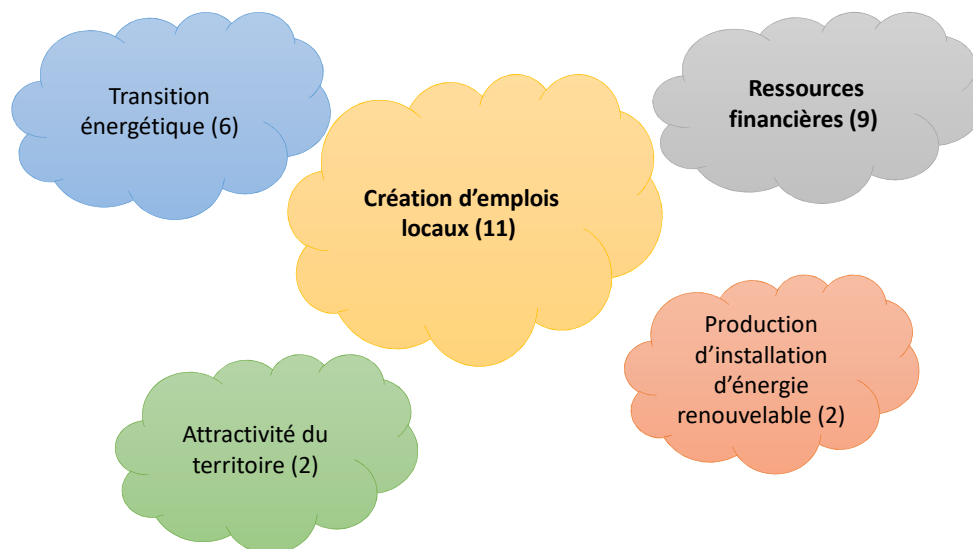 Transition
énergétique (6)
Ressources
financières (9)
Création d’emplois
locaux (11)
Production
d’installation
d’énergie
renouvelable (2)
Attractivité du
territoire (2)